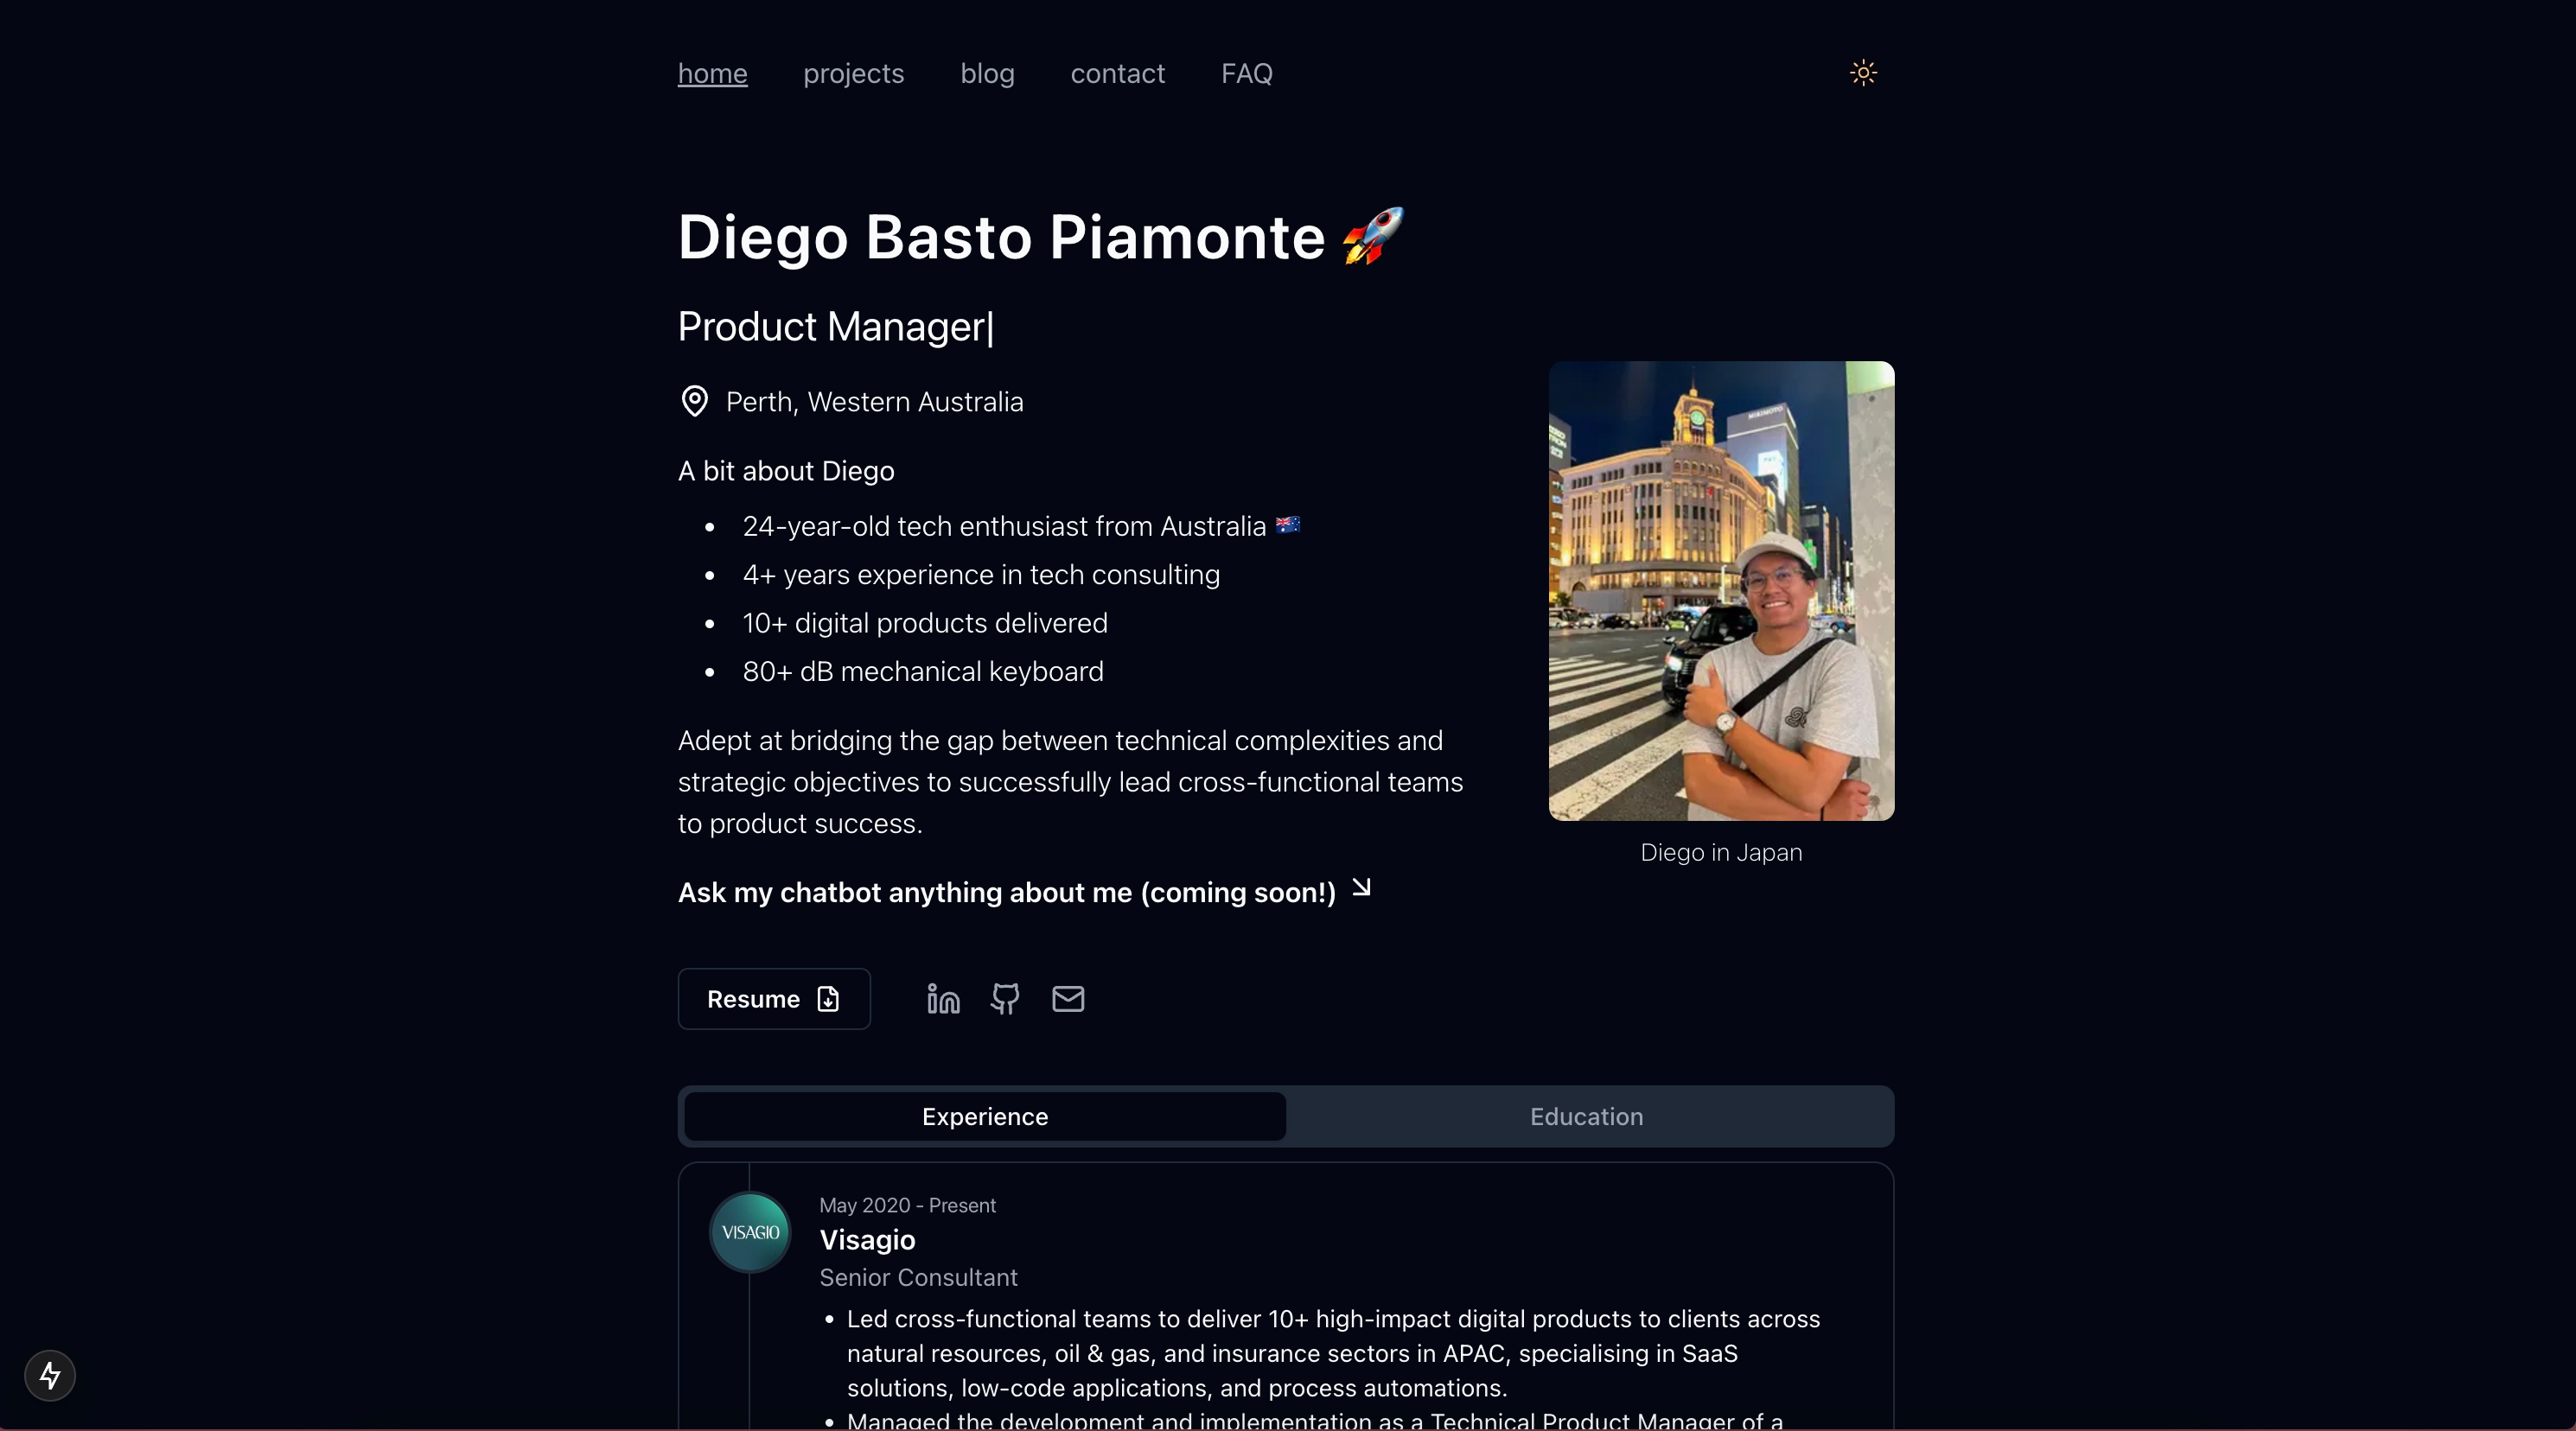 home projects blog contact FAQ
Diego Basto Piamonte 🚀
Product Manager|
Perth, Western Australia
A bit about Diego
• 24-year-old tech enthusiast from Australia 🇦🇺
• 4+ years experience in tech consulting
• 10+ digital products delivered
• 80+ dB mechanical keyboard
Adept at bridging the gap between technical complexities and
strategic objectives to successfully lead cross-functional teams
to product success.
MIKIMOTO
Diego in Japan
Ask my chatbot anything about me (coming soon!)
Resume
Experience Education
VISAGIO
May 2020 - Present
Visagio
Senior Consultant
• Led cross-functional teams to deliver 10+ high-impact digital products to clients across
natural resources, oil & gas, and insurance sectors in APAC, specialising in SaaS
solutions, low-code applications, and process automations.
• Managed the development and implementation as a Technical Product Manager of a